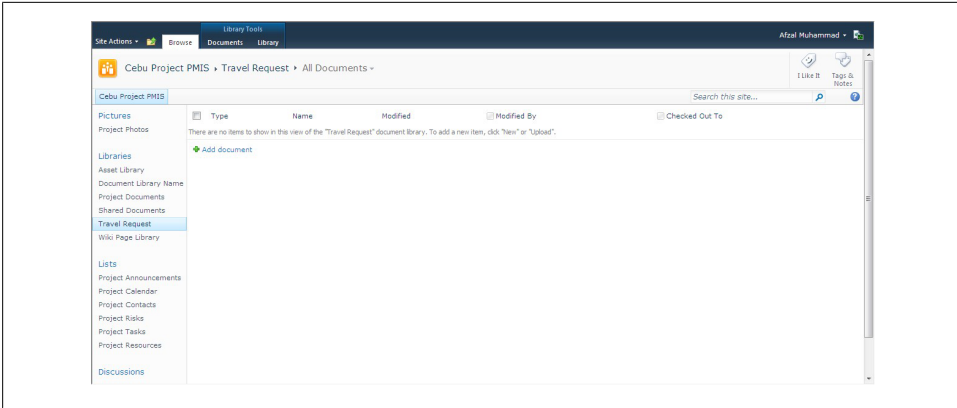 Library Tools
Site Actions Browse Documents Library Afzal Muhammad
Cebu Project PMIS Travel Request All Documents
I Like It Tags & Notes
Cebu Project PMIS Search this site...
Pictures
Project Photos
Libraries
Asset Library
Document Library Name
Project Documents
Shared Documents
Travel Request
Wiki Page Library
Lists
Project Announcements
Project Calendar
Project Contacts
Project Risks
Project Tasks
Project Resources
Discussions
Type Name Modified Modified By Checked Out To
There are no items to show in this view of the "Travel Request" document library. To add a new item, click "New" or "Upload".
Add document